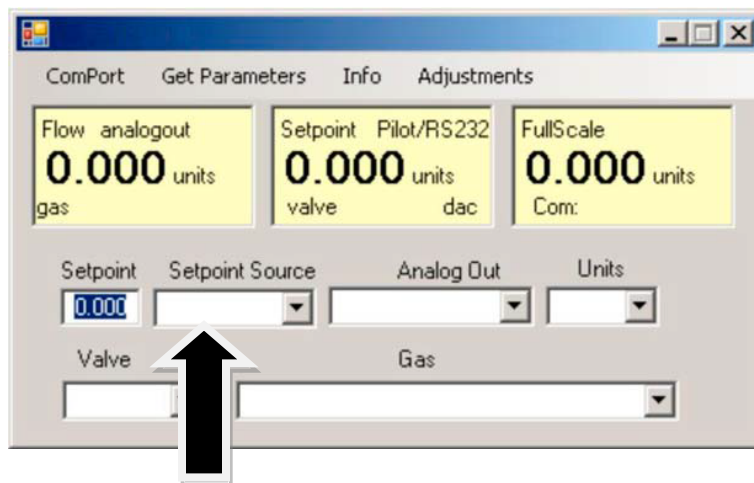 ComPort Get Parameters Info Adjustments
Flow analogout
0.000 units
gas
Setpoint Pilot/RS232
0.000 units
valve dac
FullScale
0.000 units
Com:
Setpoint Setpoint Source Analog Out Units
0.000
Valve Gas